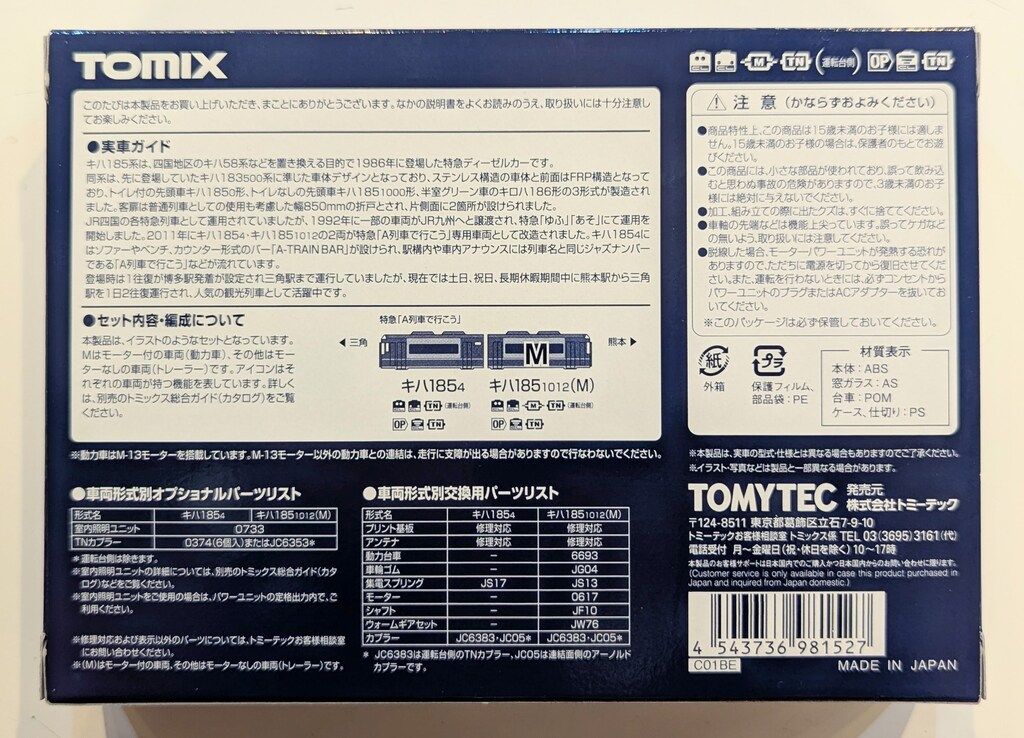 TOMIX
(運転台側) OP TN
このたびは本製品をお買い上げいただき、まことにありがとうございます。なかの説明書をよくお読みのうえ、取り扱いには十分注意し
てお楽しみください。
●実車ガイド
キハ185系は、四国地区のキハ58系などを置き換える目的で1986年に登場した特急ディーゼルカーです。
同系は、先に登場していたキハ183500系に準じた車体デザインとなっており、ステンレス構造の車体と前面はFRP構造となって
おり、トイレ付の先頭車キハ1850形、トイレなしの先頭車キハ1851000形、半室グリーン車のキロハ186形の3形式が製造され
ました。客扉は普通列車としての使用も考慮した幅850mmの折戸とされ、片側面に2箇所が設けられました。
JR四国の各特急列車として運用されていましたが、1992年に一部の車両がJR九州へと譲渡され、特急「ゆふ」「あそ」にて運用を
開始しました。2011年にキハ1854・キハ1851012の2両が特急「A列車で行こう」専用車両として改造されました。キハ1854に
はソファーやベンチ、カウンター形式のバー「A-TRAIN BAR」が設けられ、駅構内や車内アナウンスには列車名と同じジャズナンバー
である「A列車で行こう」などが流れています。
登場時は1往復が博多駅発着が設定され三角駅まで運行していましたが、現在では土日、祝日、長期休暇期間中に熊本駅から三角
駅を1日2往復運行され、人気の観光列車として活躍中です。
●セット内容・編成について
本製品は、イラストのようなセットとなっています。
Mはモーター付の車両(動力車)、その他はモー
ターなしの車両(トレーラー)です。アイコンはそ
れぞれの車両が持つ機能を表しています。詳しく
は、別売のトミックス総合ガイド(カタログ)をご覧
ください。
特急「A列車で行こう」
◀三角 M 熊本▶
キハ1854 キハ1851012(M)
TN (運転台側) M TN (運転台側)
OP TN OP TN
※動力車はM-13モーターを搭載しています。M-13モーター以外の動力車との連結は、走行に支障が出る場合がありますので行なわないでください。
●車両形式別オプショナルパーツリスト
形式名 キハ1854 キハ1851012(M)
室内照明ユニット 0733
TNカプラー 0374(6個入)またはJC6353*
*運転台側は除きます。
※室内照明ユニットの詳細については、別売のトミックス総合ガイド(カタ
ログ)などをご覧ください。
※室内照明ユニットをご使用の場合は、パワーユニットの定格出力内で、ご
利用ください。
※修理対応および表示以外のパーツについては、トミーテックお客様相談室
にお問い合わせください。
※(M)はモーター付の車両、その他はモーターなしの車両(トレーラー)です。
●車両形式別交換用パーツリスト
形式名 キハ1854 キハ1851012(M)
プリント基板 修理対応 修理対応
アンテナ 修理対応 修理対応
動力台車 − 6693
車輪ゴム − JG04
集電スプリング JS17 JS13
モーター − 0617
シャフト − JF10
ウォームギアセット − JW76
カプラー JC6383・JC05* JC6383・JC05*
* JC6383は運転台側のTNカプラー、JC05は連結面側のアーノルド
カプラーです。
⚠ 注 意 (かならずおよみください)
●商品特性上、この商品は15歳未満のお子様には適しま
せん。15歳未満のお子様の場合は、保護者のもとでお遊
びください。
●この商品には、小さな部品が使われており、誤って飲み込
むと思わぬ事故の危険がありますので、3歳未満のお子
様には絶対に与えないでください。
●加工、組み立ての際に出たクズは、すぐに捨ててください。
●車軸の先端などは機能上尖っています。誤ってケガなど
の無いよう、取り扱いには注意してください。
●脱線した場合、モーターパワーユニットが発熱する恐れが
ありますので、ただちに電源を切ってから復旧させてくだ
さい。また、運転を行わないときには、必ずコンセントから
パワーユニットのプラグまたはACアダプターを抜いてお
いてください。
※このパッケージは必ず保管しておいてください。
紙
外箱
プラ
保護フィルム、
部品袋:PE
材質表示
本体:ABS
窓ガラス:AS
台車:POM
ケース、仕切り:PS
※本製品は、実車の型式・仕様とは異なる場合もありますのでご了承ください。
※イラスト・写真などは製品と一部異なる場合があります。
TOMYTEC 発売元 株式会社トミーテック
〒124-8511 東京都葛飾区立石7-9-10
トミーテックお客様相談室 トミックス係 TEL 03(3695)3161(代)
電話受付 月〜金曜日(祝・休日を除く) 10〜17時
本製品のお客様サポートは日本国内でのご購入かつ日本国内からのお問い合わせに限ります。
(Customer service is only available in case this product purchased in
Japan and inquired from Japan domestic.)
4 543736 981527
C01BE
MADE IN JAPAN